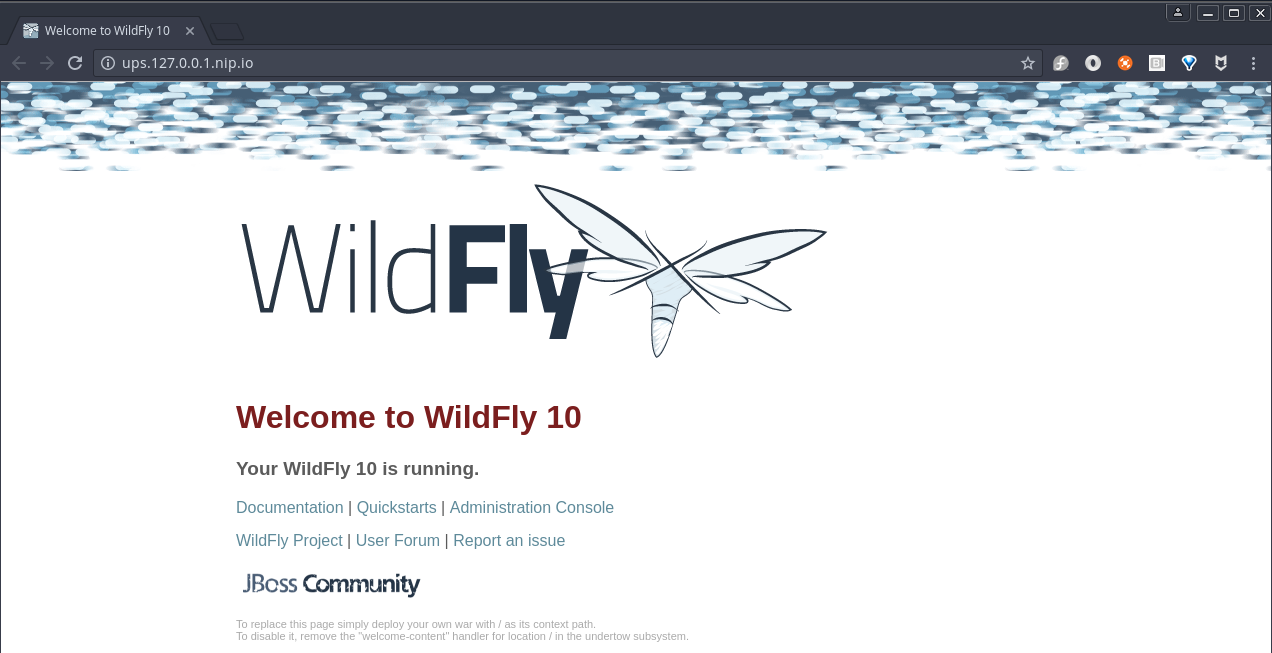 Welcome to WildFly 10
ups.127.0.0.1.nip.io
WildFly
Welcome to WildFly 10
Your WildFly 10 is running.
Documentation | Quickstarts | Administration Console
WildFly Project | User Forum | Report an issue
JBoss Community
To replace this page simply deploy your own war with / as its context path.
To disable it, remove the "welcome-content" handler for location / in the undertow subsystem.